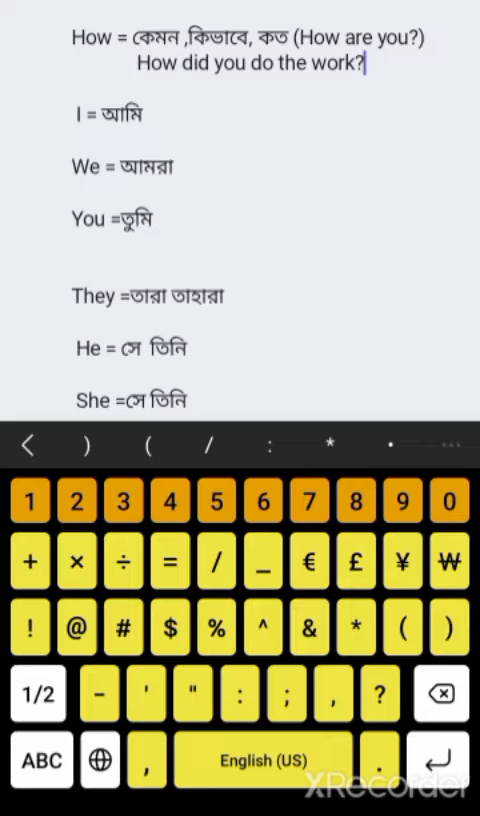 How = কেমন ,কিভাবে, কত (How are you?)
How did you do the work?
I = আমি
We = আমরা
You =তুমি
They =তারা তাহারা
He = সে তিনি
She =সে তিনি
) ( / : * • ...
1 2 3 4 5 6 7 8 9 0
+ × ÷ = / _ € £ ¥ ₩
! @ # $ % ^ & * ( )
1/2 - ' " : ; , ?
ABC , English (US) .
XRecorder